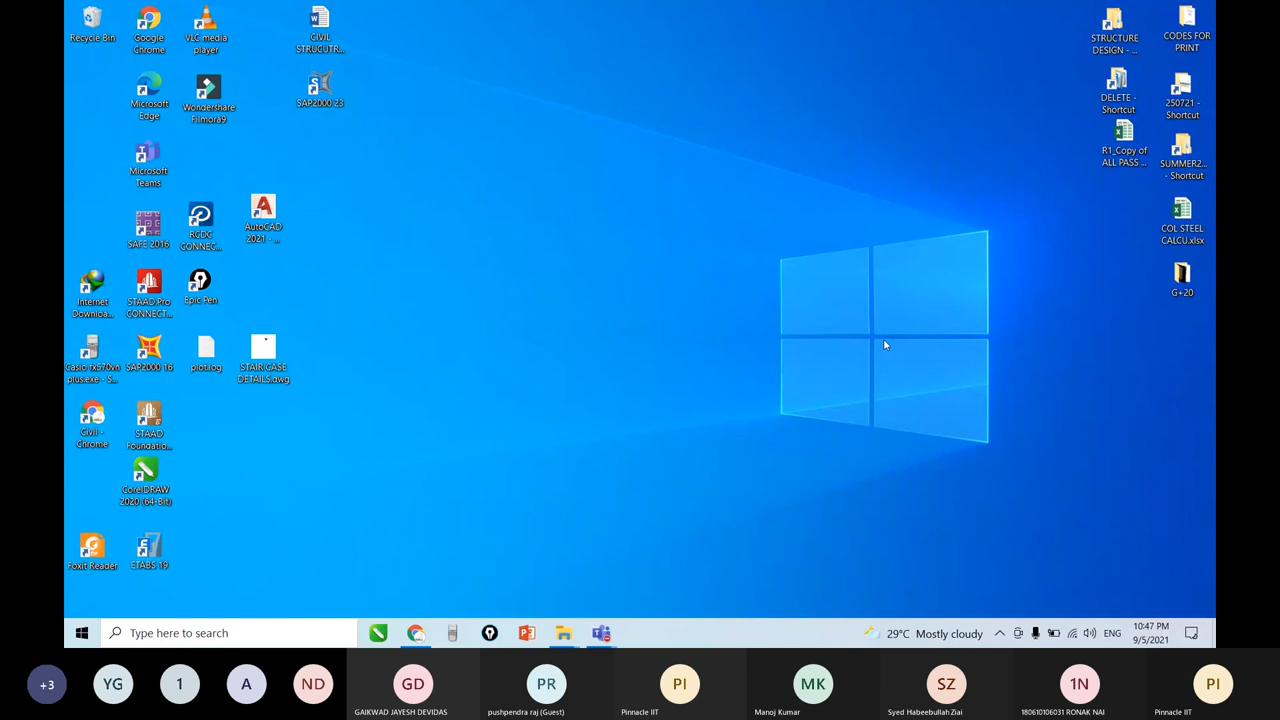 Recycle Bin
Google
Chrome
VLC media
player
CIVIL
STRUCUTR...
STRUCTURE
DESIGN - ...
CODES FOR
PRINT
Microsoft
Edge
Wondershare
Filmora9
SAP2000 23
DELETE -
Shortcut
250721 -
Shortcut
Microsoft
Teams
R1_Copy of
ALL PASS ...
SUMMER2...
- Shortcut
SAFE 2016
RCDC
CONNEC...
AutoCAD
2021 - ...
COL STEEL
CALCU.xlsx
Internet
Downloa...
STAAD.Pro
CONNECT...
Epic Pen
G+20
Casio fx570vn
plus.exe - S...
SAP2000 16
plot.log
STAIR CASE
DETAILS.dwg
Civil -
Chrome
STAAD
Foundatio...
CorelDRAW
2020 (64-Bit)
Foxit Reader
ETABS 19
Type here to search
29°C Mostly cloudy
ENG
10:47 PM
9/5/2021
+3
YG
1
A
ND
GD
PR
PI
MK
SZ
1N
PI
GAIKWAD JAYESH DEVIDAS
pushpendra raj (Guest)
Pinnacle IIT
Manoj Kumar
Syed Habeebullah Ziai
180610106031 RONAK NAI
Pinnacle IIT